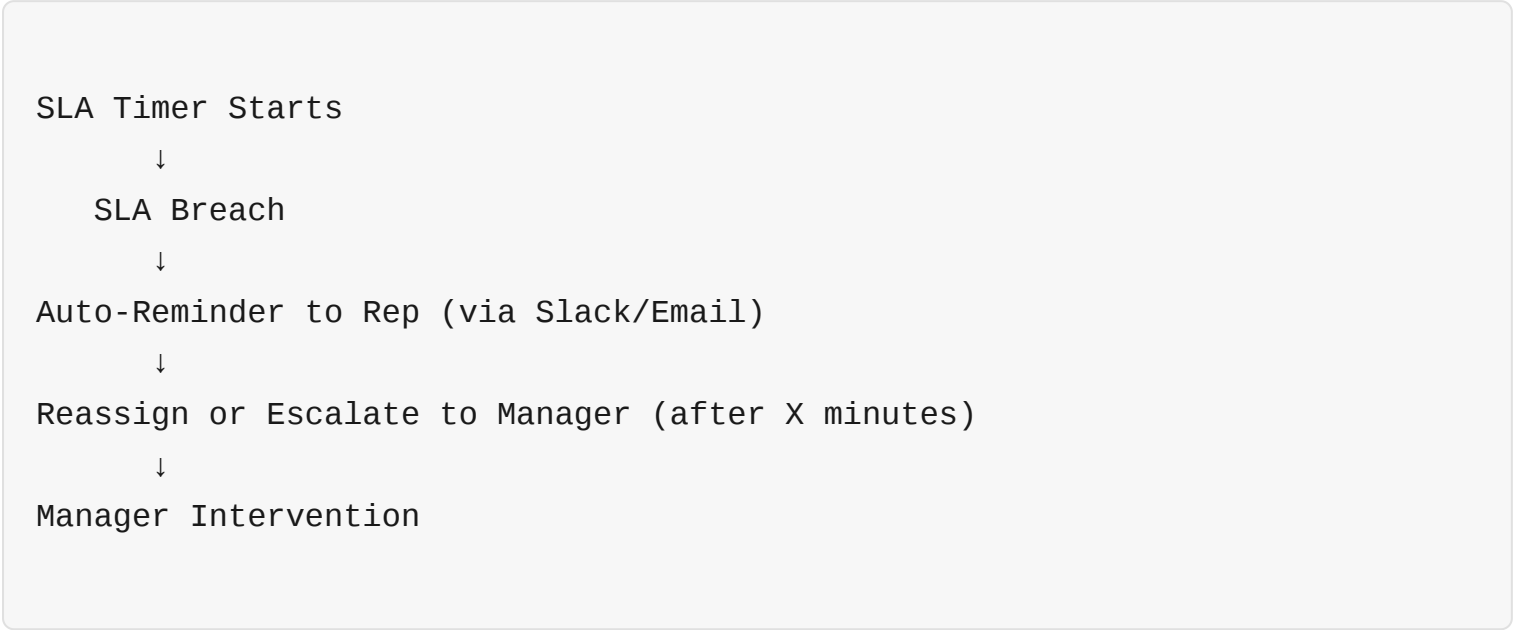 SLA Timer Starts
↓
SLA Breach
↓
Auto-Reminder to Rep (via Slack/Email)
↓
Reassign or Escalate to Manager (after X minutes)
↓
Manager Intervention